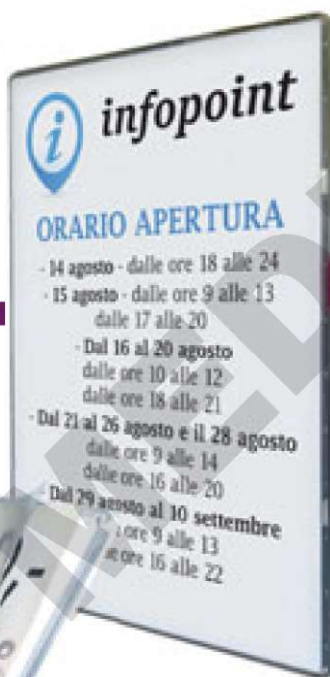 i infopoint
ORARIO APERTURA
- 14 agosto - dalle ore 18 alle 24
- 15 agosto - dalle ore 9 alle 13
dalle 17 alle 20
- Dal 16 al 20 agosto
dalle ore 10 alle 12
dalle ore 18 alle 21
- Dal 21 al 26 agosto e il 28 agosto
dalle ore 9 alle 14
dalle ore 16 alle 20
- Dal 29 agosto al 10 settembre
ore 9 alle 13
ore 16 alle 22